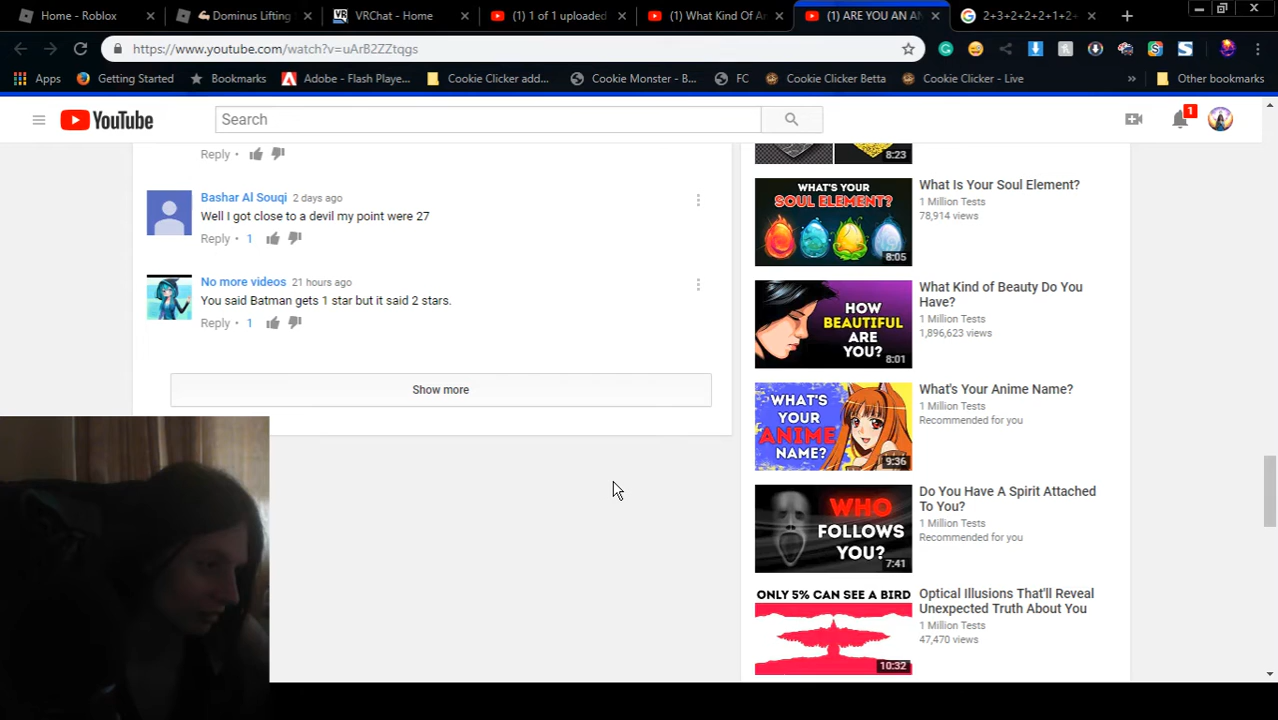 Home - Roblox
Dominus Lifting
VRChat - Home
(1) 1 of 1 uploaded
(1) What Kind Of A
(1) ARE YOU AN A
2+3+2+2+2+1+2+
https://www.youtube.com/watch?v=uArB2ZZtqgs
Apps
Getting Started
Bookmarks
Adobe - Flash Playe...
Cookie Clicker add...
Cookie Monster - B...
FC
Cookie Clicker Betta
Cookie Clicker - Live
»
Other bookmarks
YouTube
Search
1
Reply •
Bashar Al Souqi 2 days ago
Well I got close to a devil my point were 27
Reply • 1
No more videos 21 hours ago
You said Batman gets 1 star but it said 2 stars.
Reply • 1
Show more
8:23
WHAT'S YOUR
SOUL ELEMENT?
8:05
What Is Your Soul Element?
1 Million Tests
78,914 views
HOW
BEAUTIFUL
ARE
YOU?
8:01
What Kind of Beauty Do You
Have?
1 Million Tests
1,896,623 views
WHAT'S
YOUR
ANIME
NAME?
9:36
What's Your Anime Name?
1 Million Tests
Recommended for you
WHO
FOLLOWS
YOU?
7:41
Do You Have A Spirit Attached
To You?
1 Million Tests
Recommended for you
ONLY 5% CAN SEE A BIRD
10:32
Optical Illusions That'll Reveal
Unexpected Truth About You
1 Million Tests
47,470 views